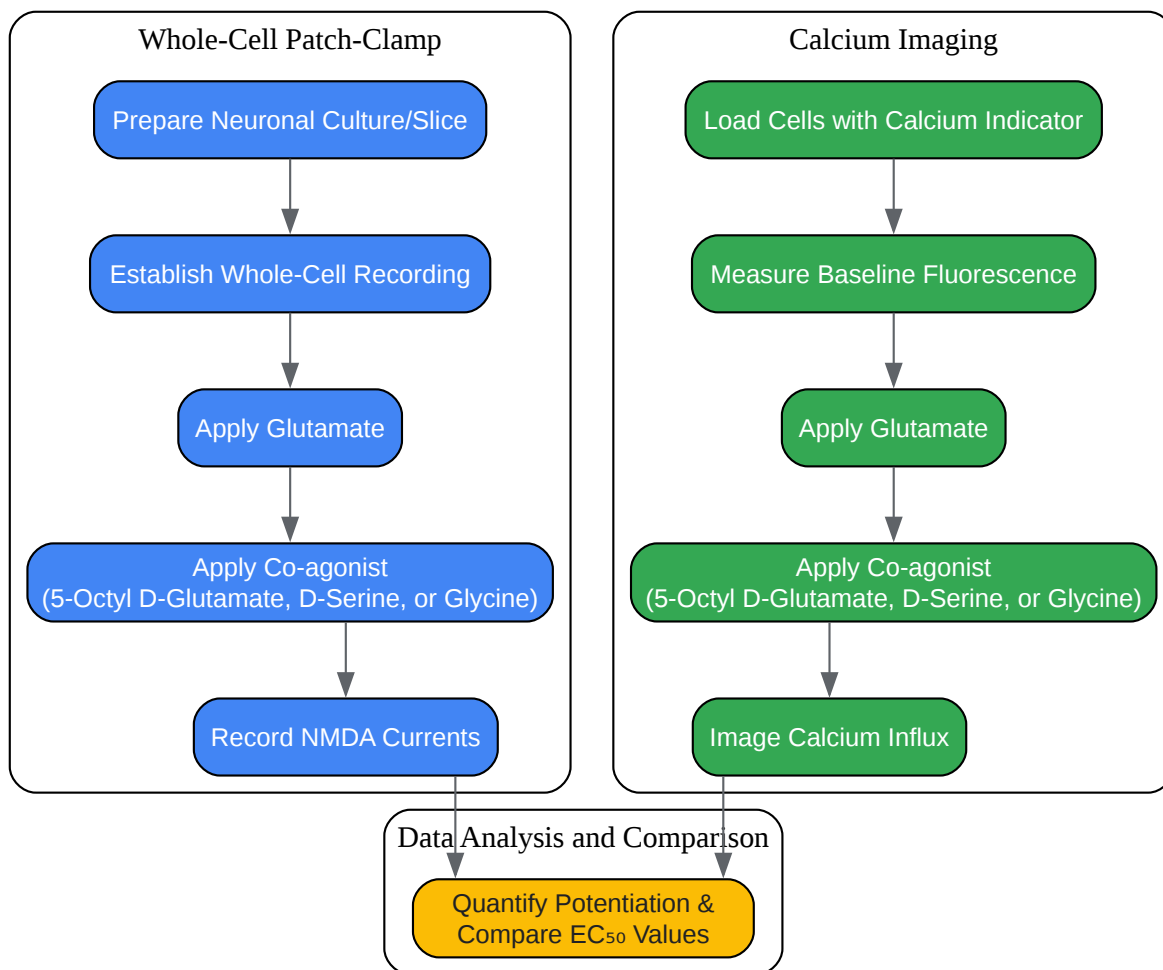 Whole-Cell Patch-Clamp
Prepare Neuronal Culture/Slice
Establish Whole-Cell Recording
Apply Glutamate
Apply Co-agonist
(5-Octyl D-Glutamate, D-Serine, or Glycine)
Record NMDA Currents
Calcium Imaging
Load Cells with Calcium Indicator
Measure Baseline Fluorescence
Apply Glutamate
Apply Co-agonist
(5-Octyl D-Glutamate, D-Serine, or Glycine)
Image Calcium Influx
Data Analysis and Comparison
Quantify Potentiation &
Compare EC₅₀ Values